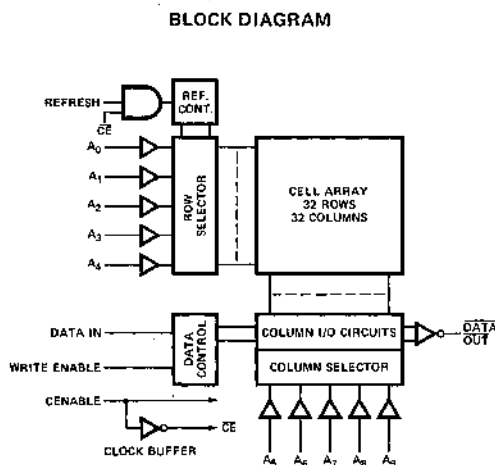 BLOCK DIAGRAM
REFRESH
CE
REF.
CONT.
A0
A1
A2
A3
A4
ROW
SELECTOR
CELL ARRAY
32 ROWS
32 COLUMNS
DATA IN
WRITE ENABLE
DATA
CONTROL
COLUMN I/O CIRCUITS
COLUMN SELECTOR
DATA
OUT
CENABLE
CLOCK BUFFER
CE
A5 A6 A7 A8 A9